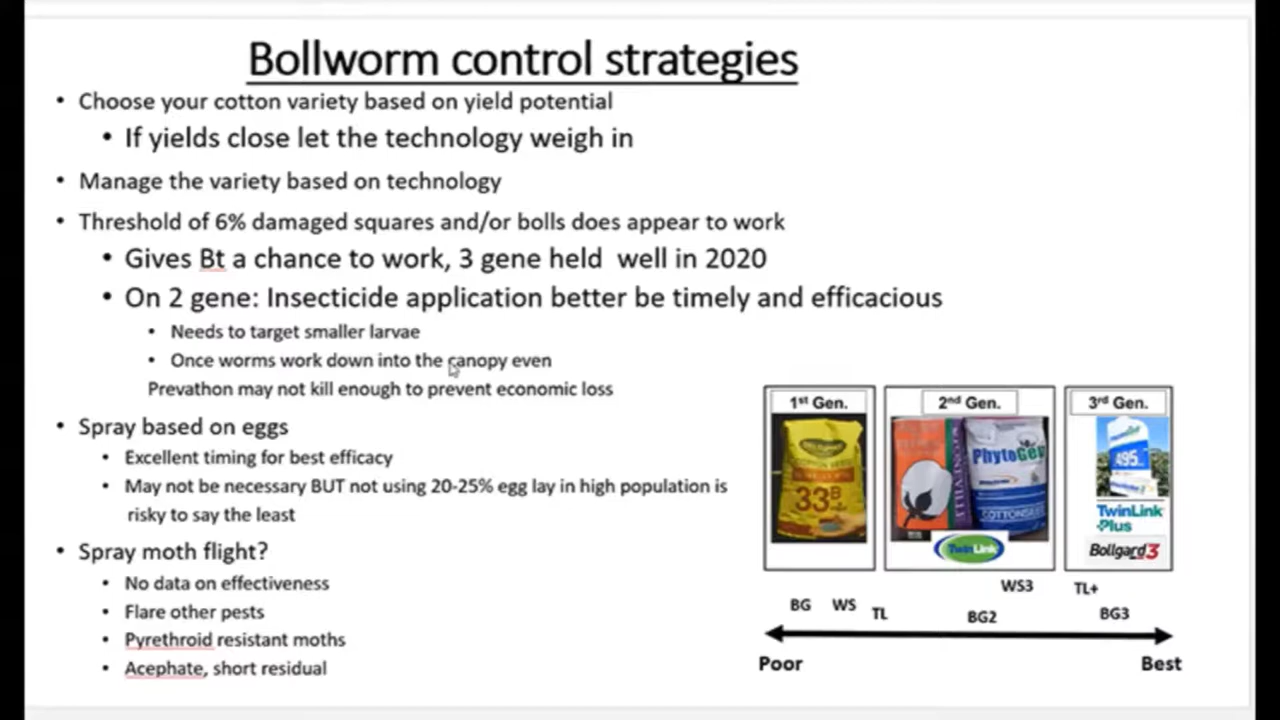 Bollworm control strategies
• Choose your cotton variety based on yield potential
• If yields close let the technology weigh in
• Manage the variety based on technology
• Threshold of 6% damaged squares and/or bolls does appear to work
• Gives Bt a chance to work, 3 gene held well in 2020
• On 2 gene: Insecticide application better be timely and efficacious
• Needs to target smaller larvae
• Once worms work down into the canopy even
Prevathon may not kill enough to prevent economic loss
• Spray based on eggs
• Excellent timing for best efficacy
• May not be necessary BUT not using 20-25% egg lay in high population is
risky to say the least
• Spray moth flight?
• No data on effectiveness
• Flare other pests
• Pyrethroid resistant moths
• Acephate, short residual
1st Gen.
2nd Gen.
3rd Gen.
33B
PhytoGen
COTTONSEED
TwinLink
495
TwinLink
Plus
Bollgard3
WS3
TL+
BG
WS
TL
BG2
BG3
Poor
Best